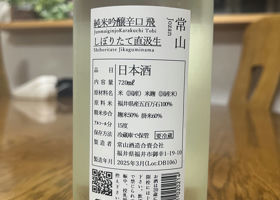 常山
Jozan
純米吟醸辛口 飛
JunmaiginjoKarakuchi Tobi
しぼりたて直汲生
Shiboritate Jikagumınama
品目 日本酒
内容量 720mℓ
原材料名 米(国産) 米麹(国産米)
原料米 福井県産五百万石100%
精米歩合 麹米50% 掛米60%
アルコール分 15度
保存方法 冷蔵庫で保管 要冷蔵
製造者 常山酒造合資会社
福井県福井市御幸1-19-10
製造年月 2025年3月(Lot:DB106)